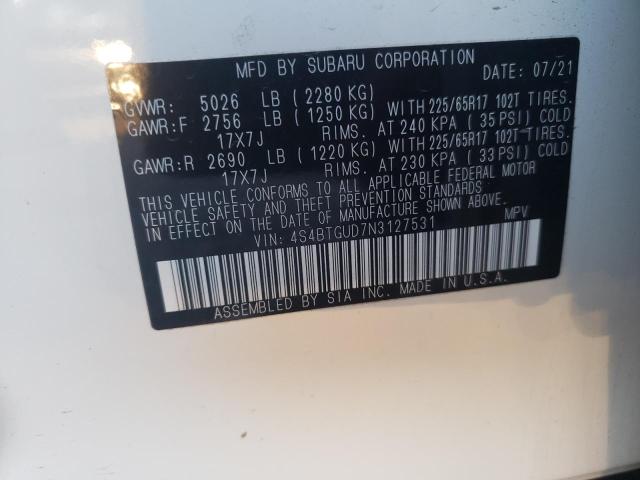 MFD BY SUBARU CORPORATION DATE: 07/21
GVWR: 5026 LB (2280 KG)
GAWR:F 2756 LB (1250 KG) WITH 225/65R17 102T TIRES.
17X7J RIMS. AT 240 KPA (35 PSI) COLD
GAWR:R 2690 LB (1220 KG) WITH 225/65R17 102T TIRES.
17X7J RIMS. AT 230 KPA (33 PSI) COLD
THIS VEHICLE CONFORMS TO ALL APPLICABLE FEDERAL MOTOR
VEHICLE SAFETY AND THEFT PREVENTION STANDARDS
IN EFFECT ON THE DATE OF MANUFACTURE SHOWN ABOVE.
VIN: 4S4BTGUD7N3127531 MPV
ASSEMBLED BY SIA INC. MADE IN U.S.A.